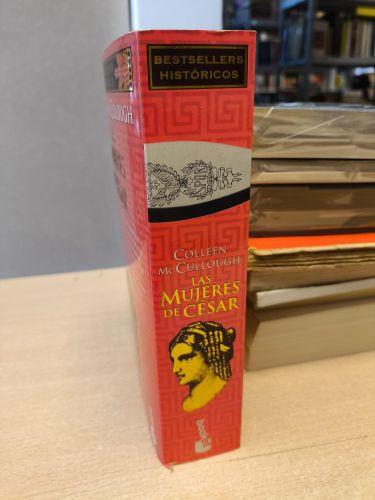 BESTSELLERS
HISTÓRICOS
COLLEEN
MCCULLOUGH
LAS
MUJERES
DE CÉSAR